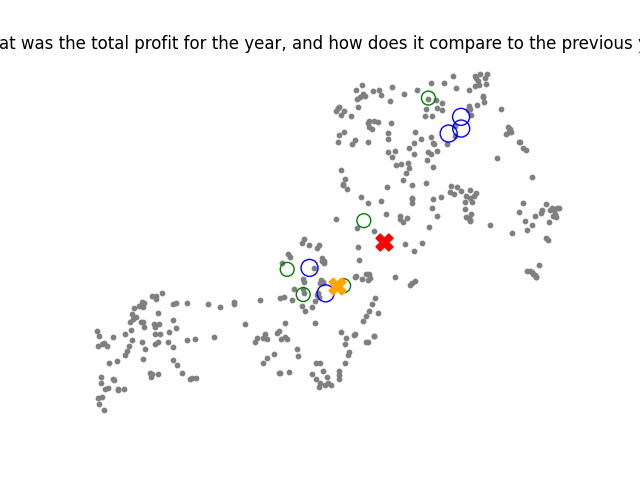 at was the total profit for the year, and how does it compare to the previous